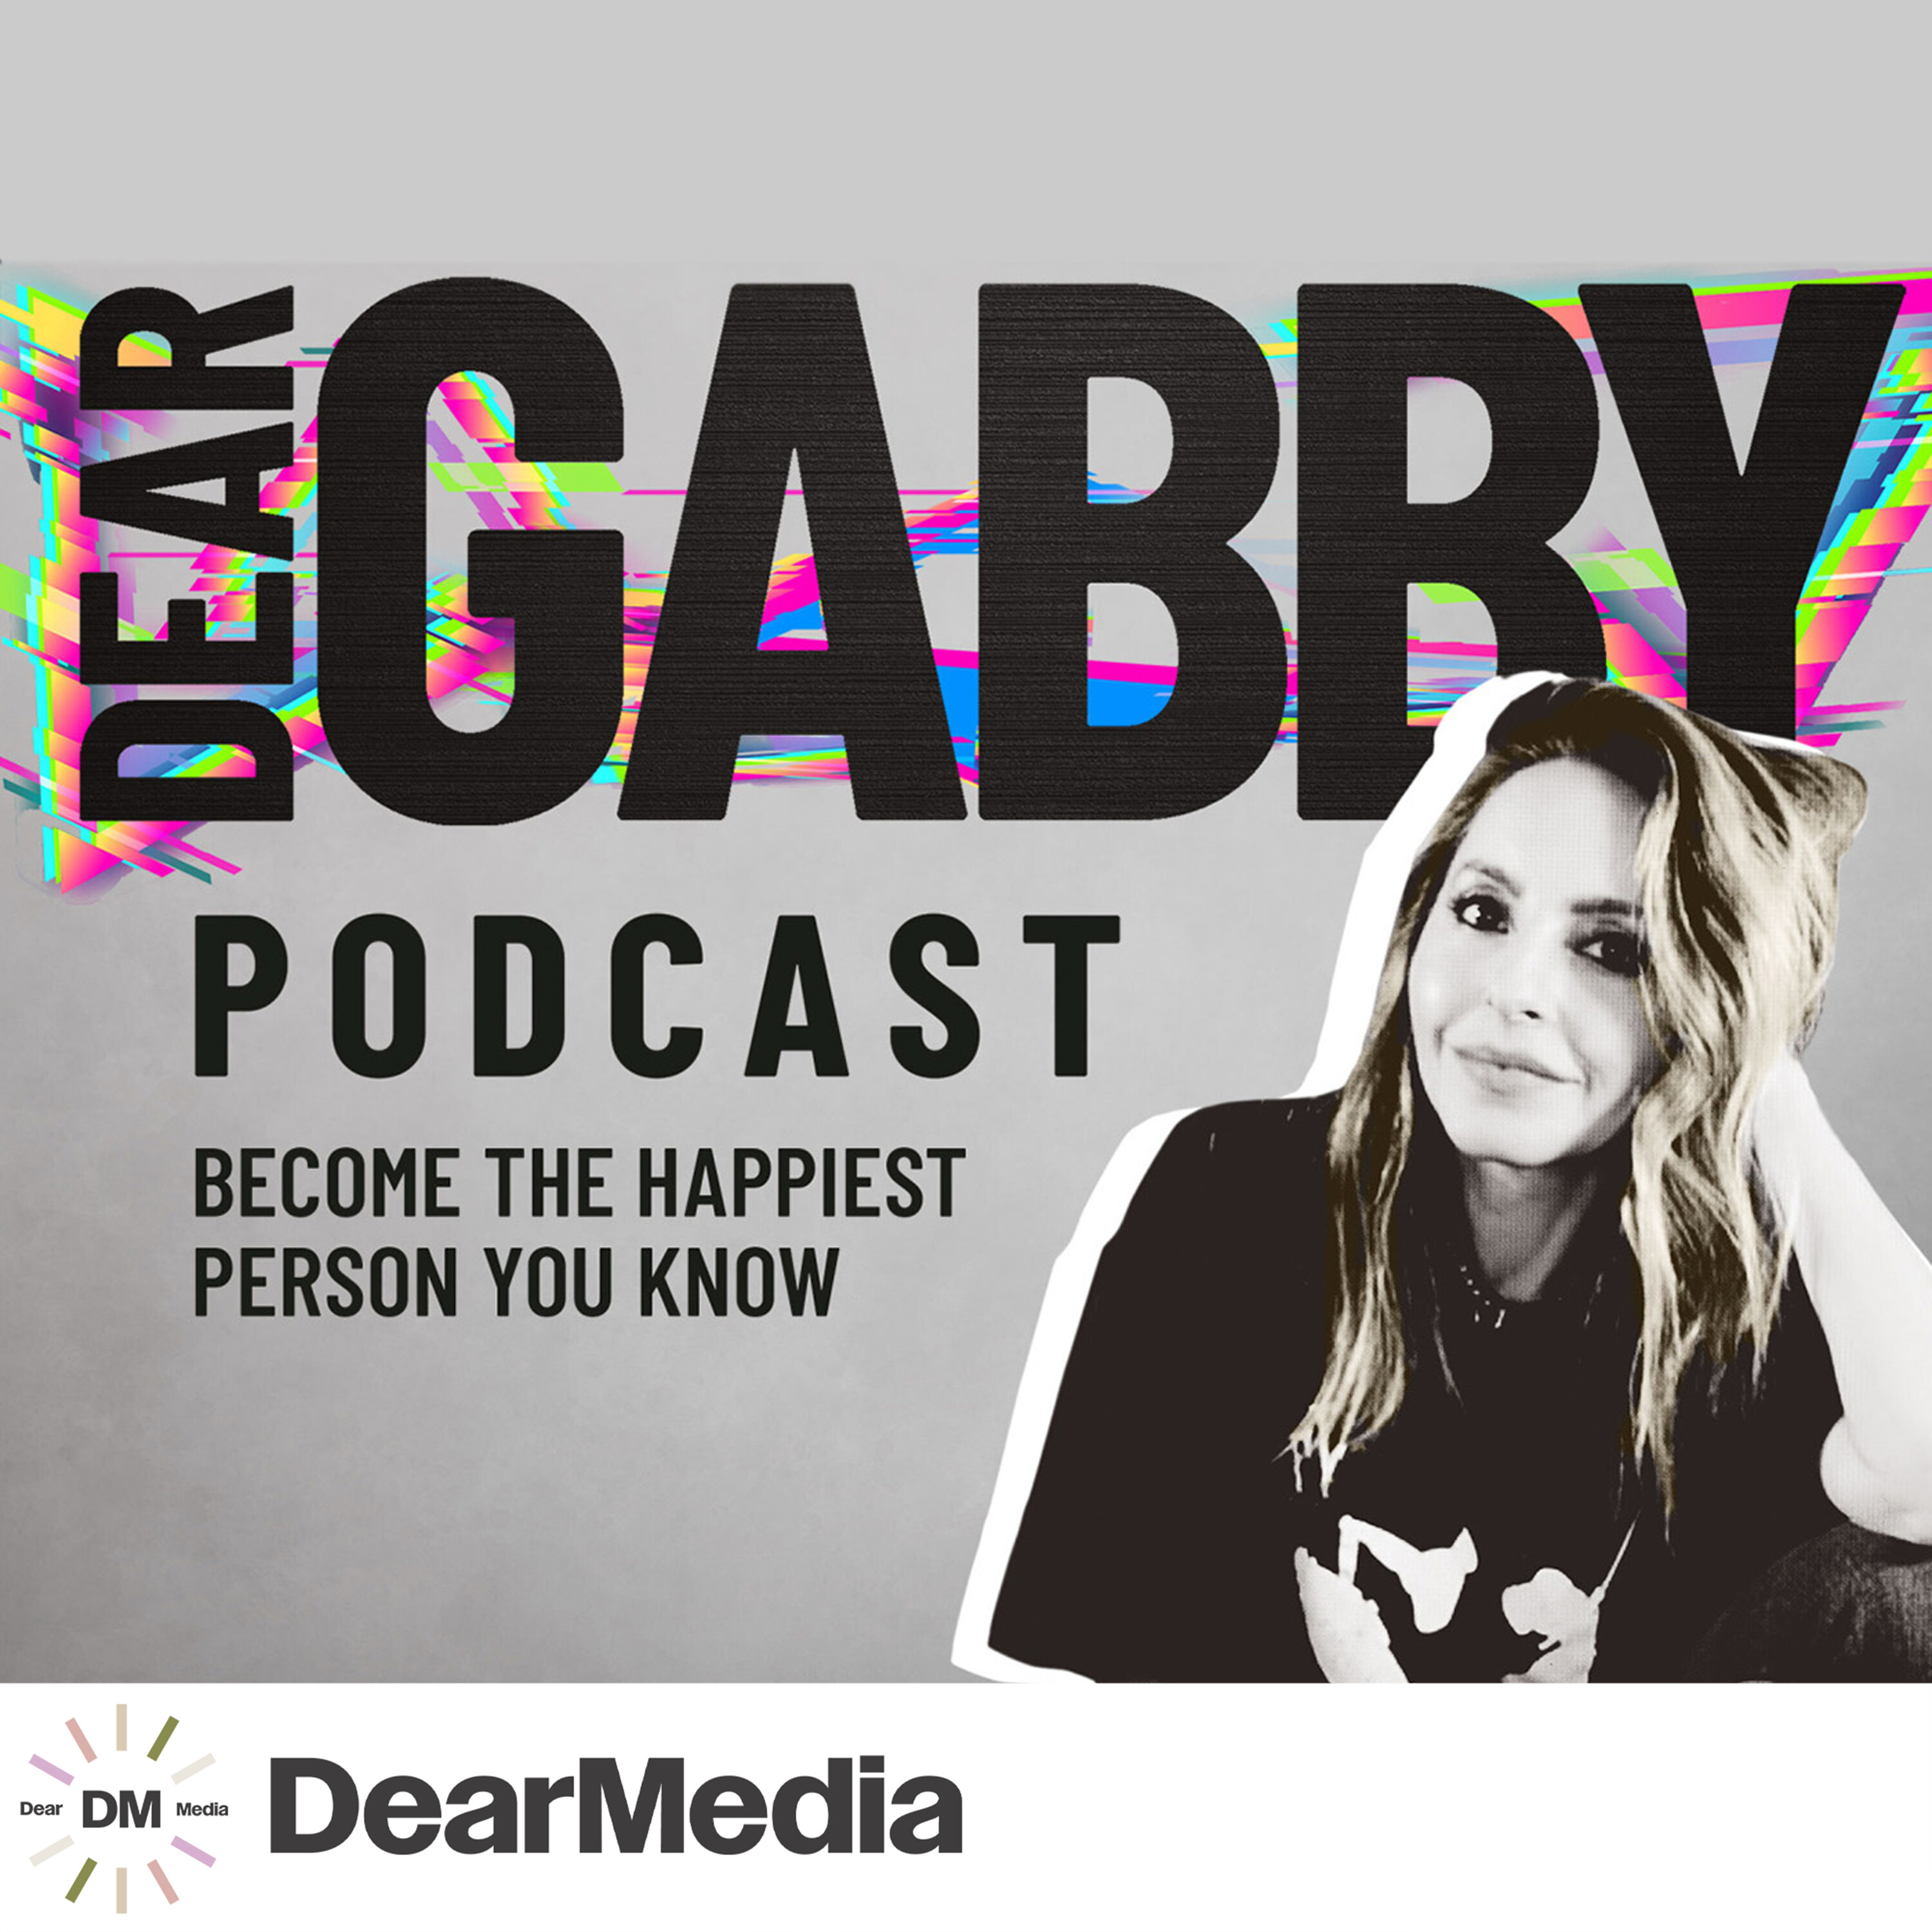 DEAR
GABBY
PODCAST
BECOME THE HAPPIEST
PERSON YOU KNOW
Dear DM Media
DearMedia